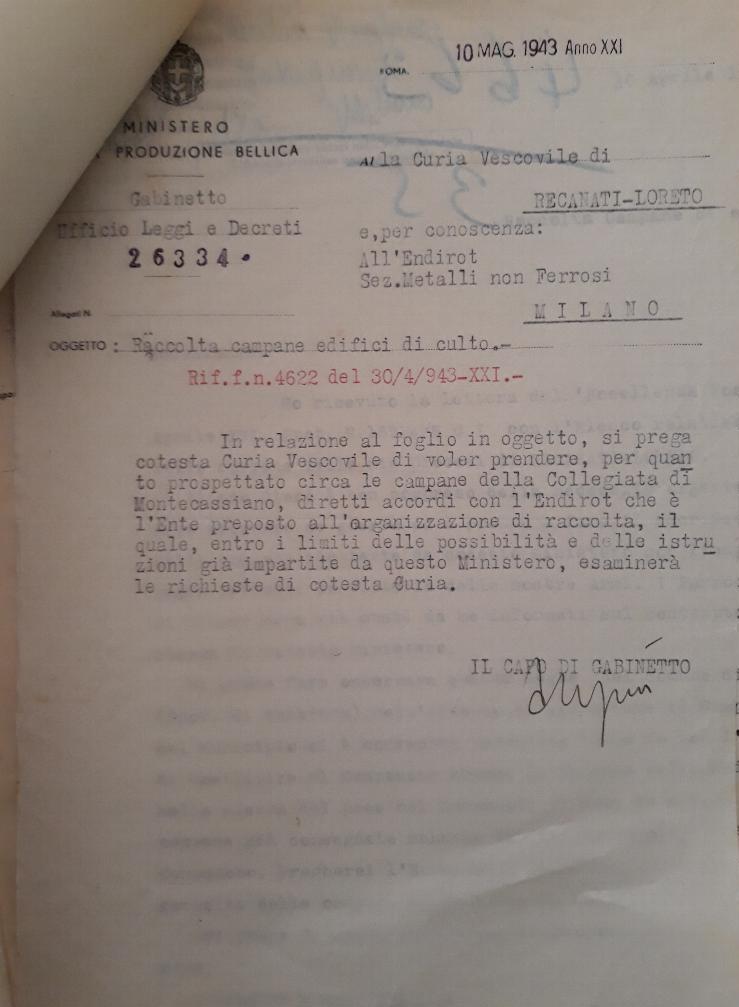 10 MAG. 1943 Anno XXI
ROMA.
MINISTERO
PRODUZIONE BELLICA
Al la Curia Vescovile di
Gabinetto
RECANATI-LORETO
Ufficio Leggi e Decreti
e,per conoscenza:
26334.
All'Endirot
Sez.Metalli non Ferrosi
Allegati N.
MILANO
OGGETTO : Raccolta campane edifici di culto.-
Rif.f.n.4622 del 30/4/943-XXI.-
In relazione al foglio in oggetto, si prega
cotesta Curia Vescovile di voler prendere, per quan
to prospettato circa le campane della Collegiata di
Montecassiano, diretti accordi con l'Endirot che è
l'Ente preposto all'organizzazione di raccolta, il
quale, entro i limiti delle possibilità e delle istru
zioni già impartite da questo Ministero, esaminerà
le richieste di cotesta Curia.
IL CAPO DI GABINETTO